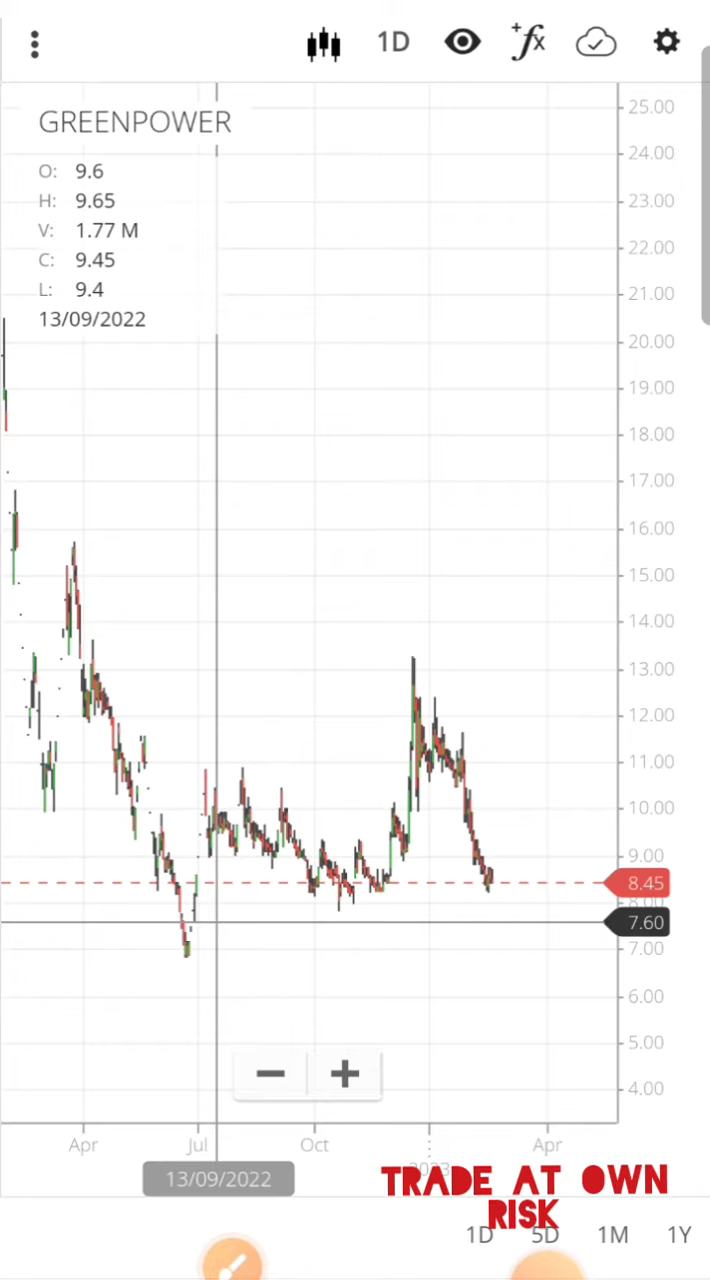 1D
+fx
GREENPOWER
O: 9.6
H: 9.65
V: 1.77 M
C: 9.45
L: 9.4
13/09/2022
25.00
24.00
23.00
22.00
21.00
20.00
19.00
18.00
17.00
16.00
15.00
14.00
13.00
12.00
11.00
10.00
9.00
8.45
8.00
7.60
7.00
6.00
5.00
4.00
− +
Apr Jul Oct 2023 Apr
13/09/2022
TRADE AT OWN
RISK
1D 5D 1M 1Y